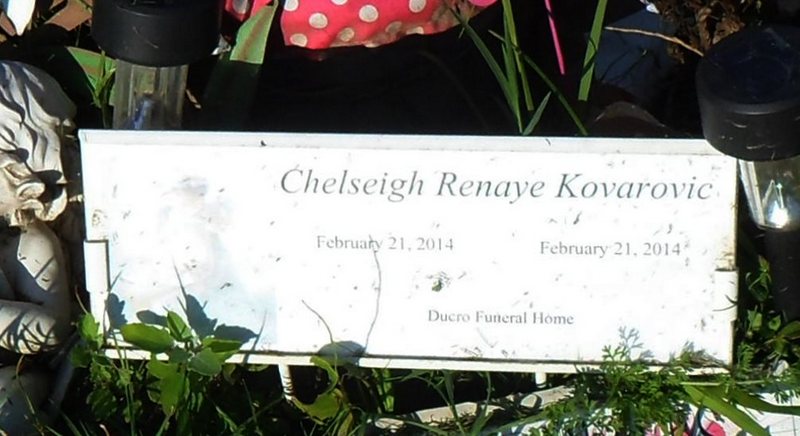 Chelseigh Renaye Kovarovic
February 21, 2014 February 21, 2014
Ducro Funeral Home